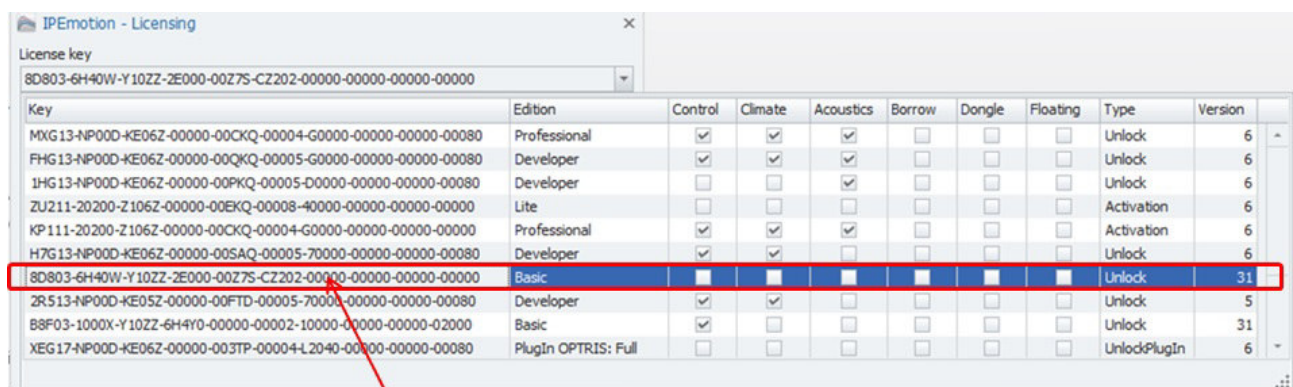 IPEmotion - Licensing
License key
8D803-6H40W-Y10ZZ-2E000-00Z7S-CZ202-00000-00000-00000-00000
Key Edition Control Climate Acoustics Borrow Dongle Floating Type Version
MXG13-NP00D-KE06Z-00000-00CKQ-00004-G0000-00000-00000-00080 Professional Unlock 6
FHG13-NP00D-KE06Z-00000-00QKQ-00005-G0000-00000-00000-00080 Developer Unlock 6
1HG13-NP00D-KE06Z-00000-00PKQ-00005-D0000-00000-00000-00080 Developer Unlock 6
ZU211-20200-Z106Z-00000-00EKQ-00008-40000-00000-00000-00000 Lite Activation 6
KP111-20200-Z106Z-00000-00CKQ-00004-G0000-00000-00000-00000 Professional Activation 6
H7G13-NP00D-KE06Z-00000-00SAQ-00005-70000-00000-00000-00080 Developer Unlock 6
8D803-6H40W-Y10ZZ-2E000-00Z7S-CZ202-00000-00000-00000-00000 Basic Unlock 31
2R513-NP00D-KE05Z-00000-00FTD-00005-70000-00000-00000-00080 Developer Unlock 5
B8F03-1000X-Y10ZZ-6H4Y0-00000-00002-10000-00000-00000-02000 Basic Unlock 31
XEG17-NP00D-KE06Z-00000-003TP-00004-L2040-00000-00000-00080 PlugIn OPTRIS: Full UnlockPlugIn 6